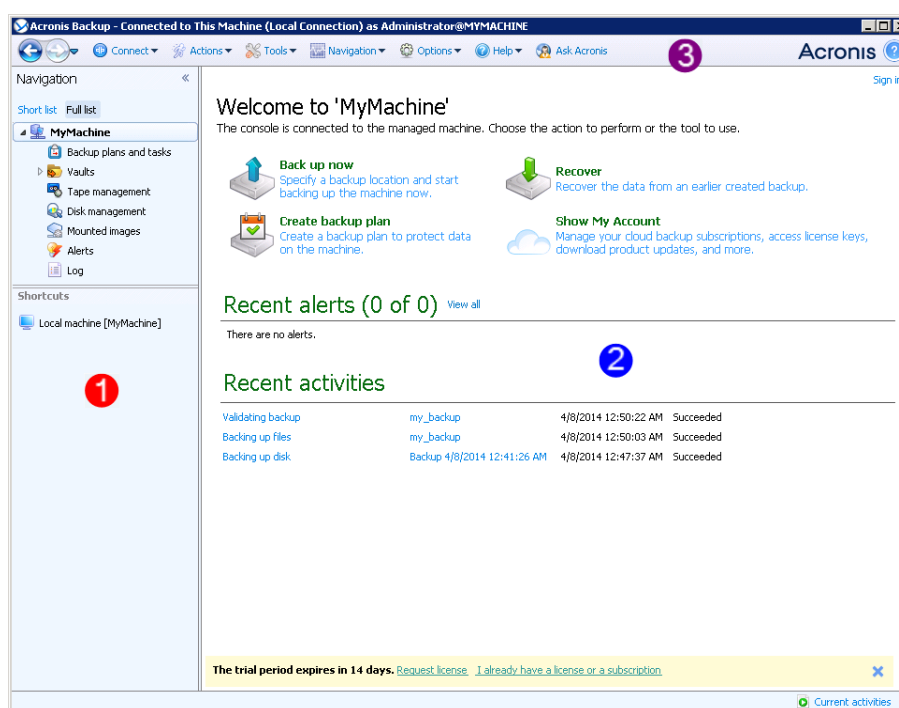 Acronis Backup - Connected to This Machine (Local Connection) as Administrator@MYMACHINE
Connect Actions Tools Navigation Options Help Ask Acronis
3
Acronis ?
Navigation «
Sign in
Short list Full list
MyMachine
Backup plans and tasks
Vaults
Tape management
Disk management
Mounted images
Alerts
Log
Shortcuts
Local machine [MyMachine]
1
Welcome to 'MyMachine'
The console is connected to the managed machine. Choose the action to perform or the tool to use.
Back up now
Specify a backup location and start
backing up the machine now.
Recover
Recover the data from an earlier created backup.
Create backup plan
Create a backup plan to protect data
on the machine.
Show My Account
Manage your cloud backup subscriptions, access license keys,
download product updates, and more.
Recent alerts (0 of 0) View all
There are no alerts.
2
Recent activities
Validating backup my_backup 4/8/2014 12:50:22 AM Succeeded
Backing up files my_backup 4/8/2014 12:50:03 AM Succeeded
Backing up disk Backup 4/8/2014 12:41:26 AM 4/8/2014 12:47:37 AM Succeeded
The trial period expires in 14 days. Request license I already have a license or a subscription
Current activities